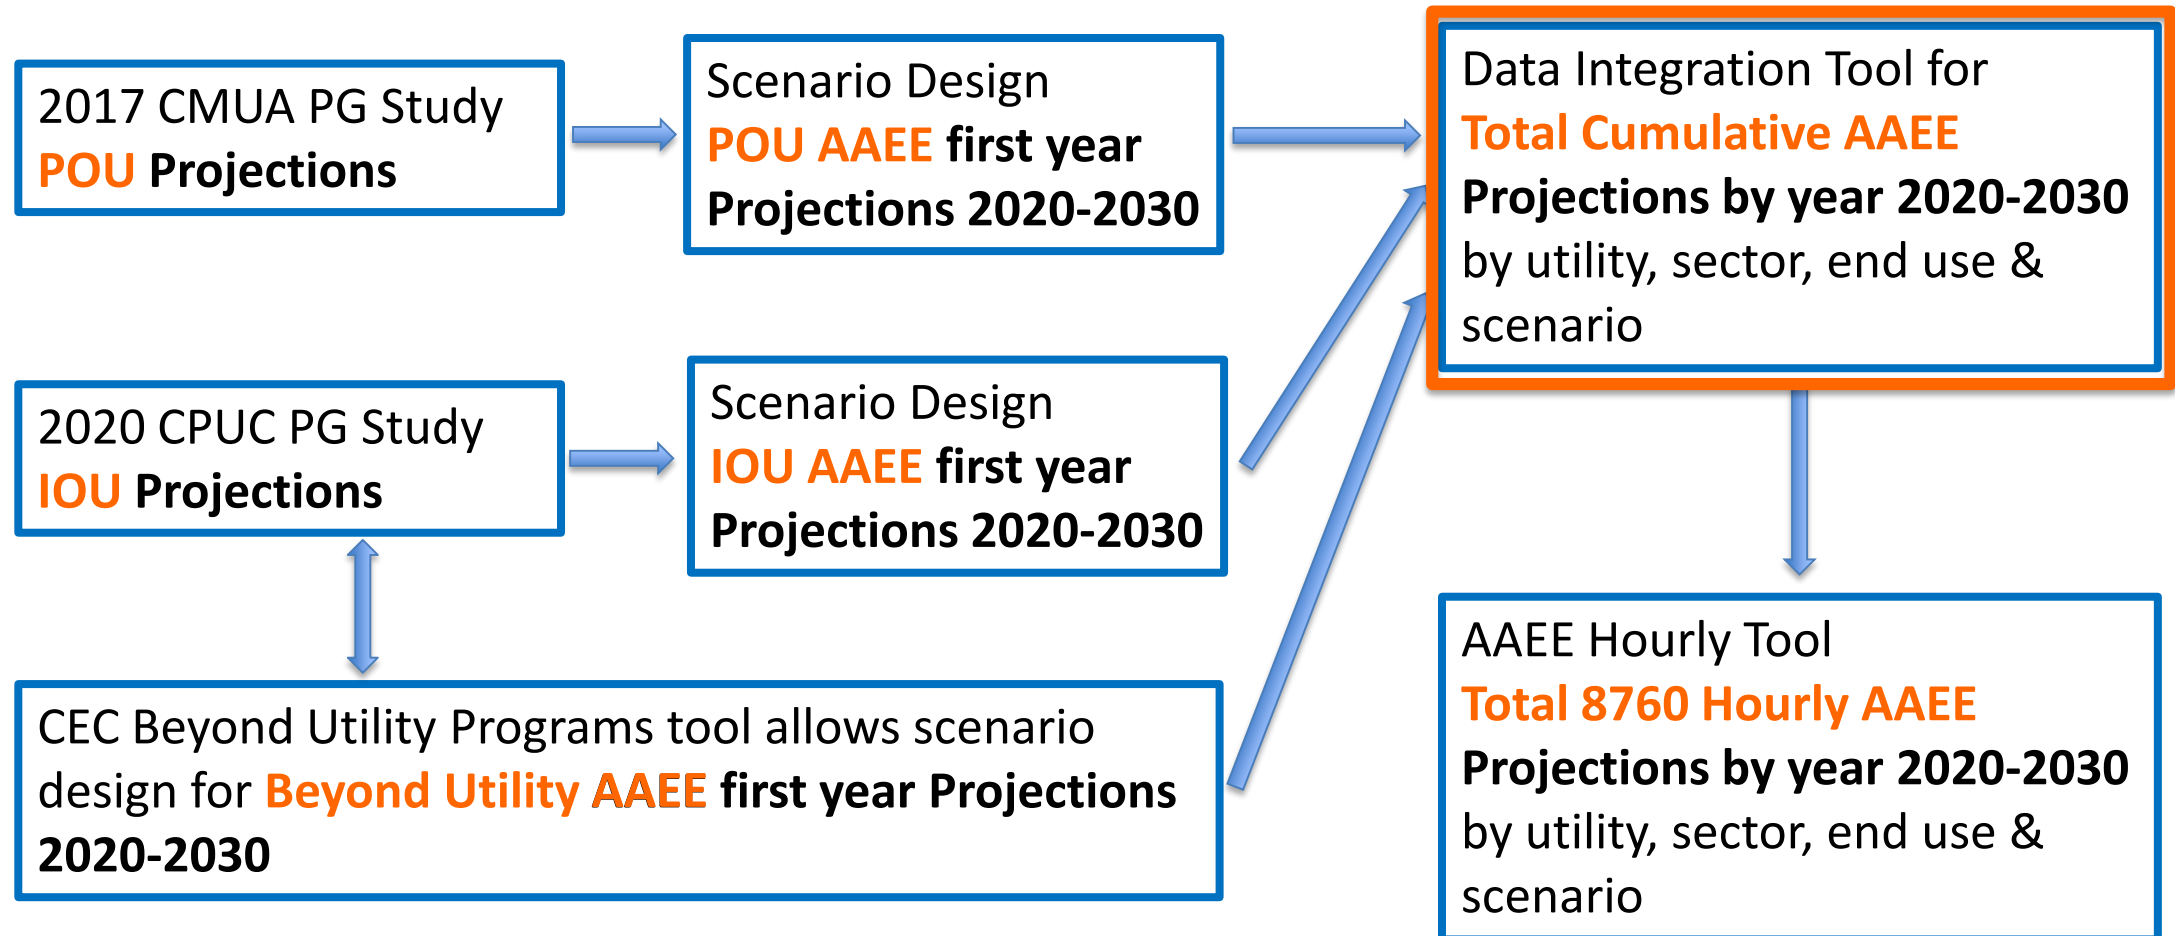 2017 CMUA PG Study
POU Projections
Scenario Design
POU AAEE first year
Projections 2020-2030
Data Integration Tool for
Total Cumulative AAEE
Projections by year 2020-2030
by utility, sector, end use &
scenario
2020 CPUC PG Study
IOU Projections
Scenario Design
IOU AAEE first year
Projections 2020-2030
CEC Beyond Utility Programs tool allows scenario
design for Beyond Utility AAEE first year Projections
2020-2030
AAEE Hourly Tool
Total 8760 Hourly AAEE
Projections by year 2020-2030
by utility, sector, end use &
scenario